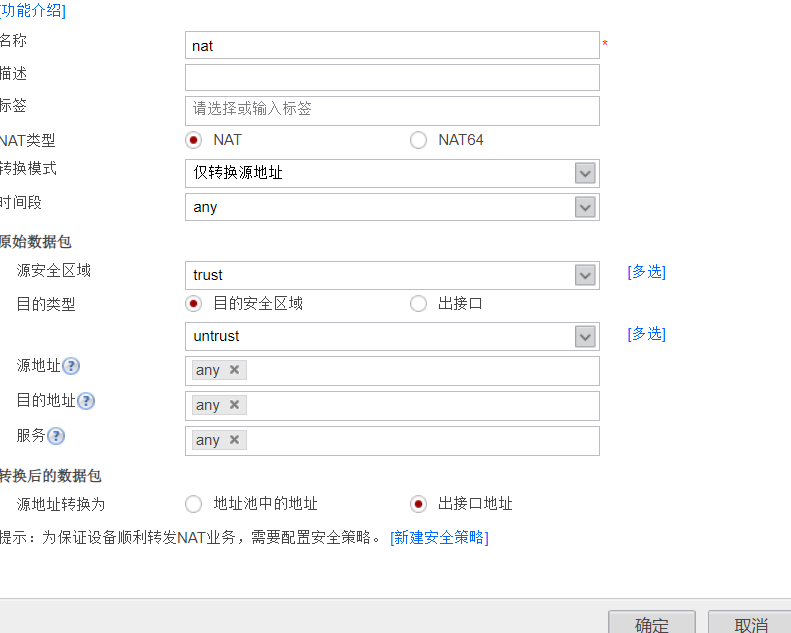 [功能介绍]
名称 nat *
描述
标签 请选择或输入标签
NAT类型 NAT NAT64
转换模式 仅转换源地址
时间段 any
原始数据包
源安全区域 trust [多选]
目的类型 目的安全区域 出接口
untrust [多选]
源地址 ? any ×
目的地址 ? any ×
服务 ? any ×
转换后的数据包
源地址转换为 地址池中的地址 出接口地址
提示：为保证设备顺利转发NAT业务，需要配置安全策略。 [新建安全策略]
确定 取消